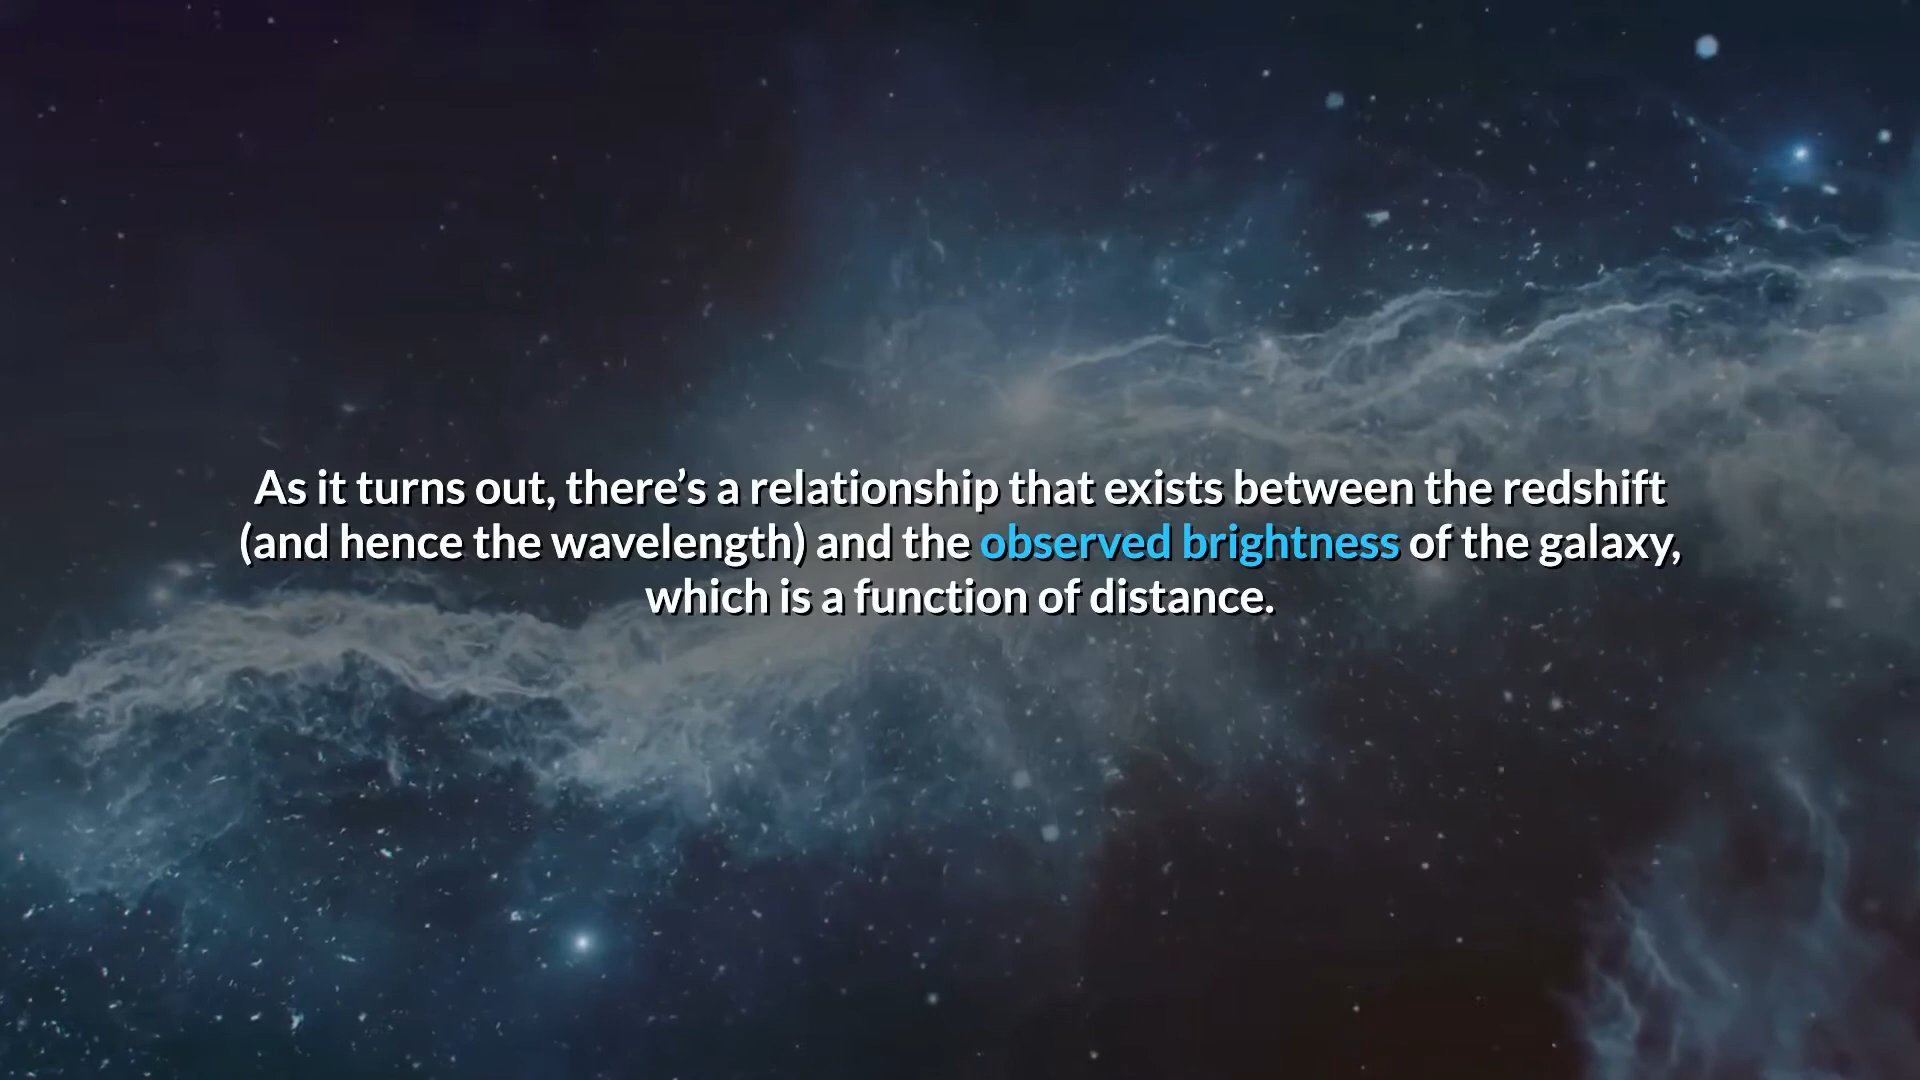 As it turns out, there’s a relationship that exists between the redshift
(and hence the wavelength) and the observed brightness of the galaxy,
which is a function of distance.